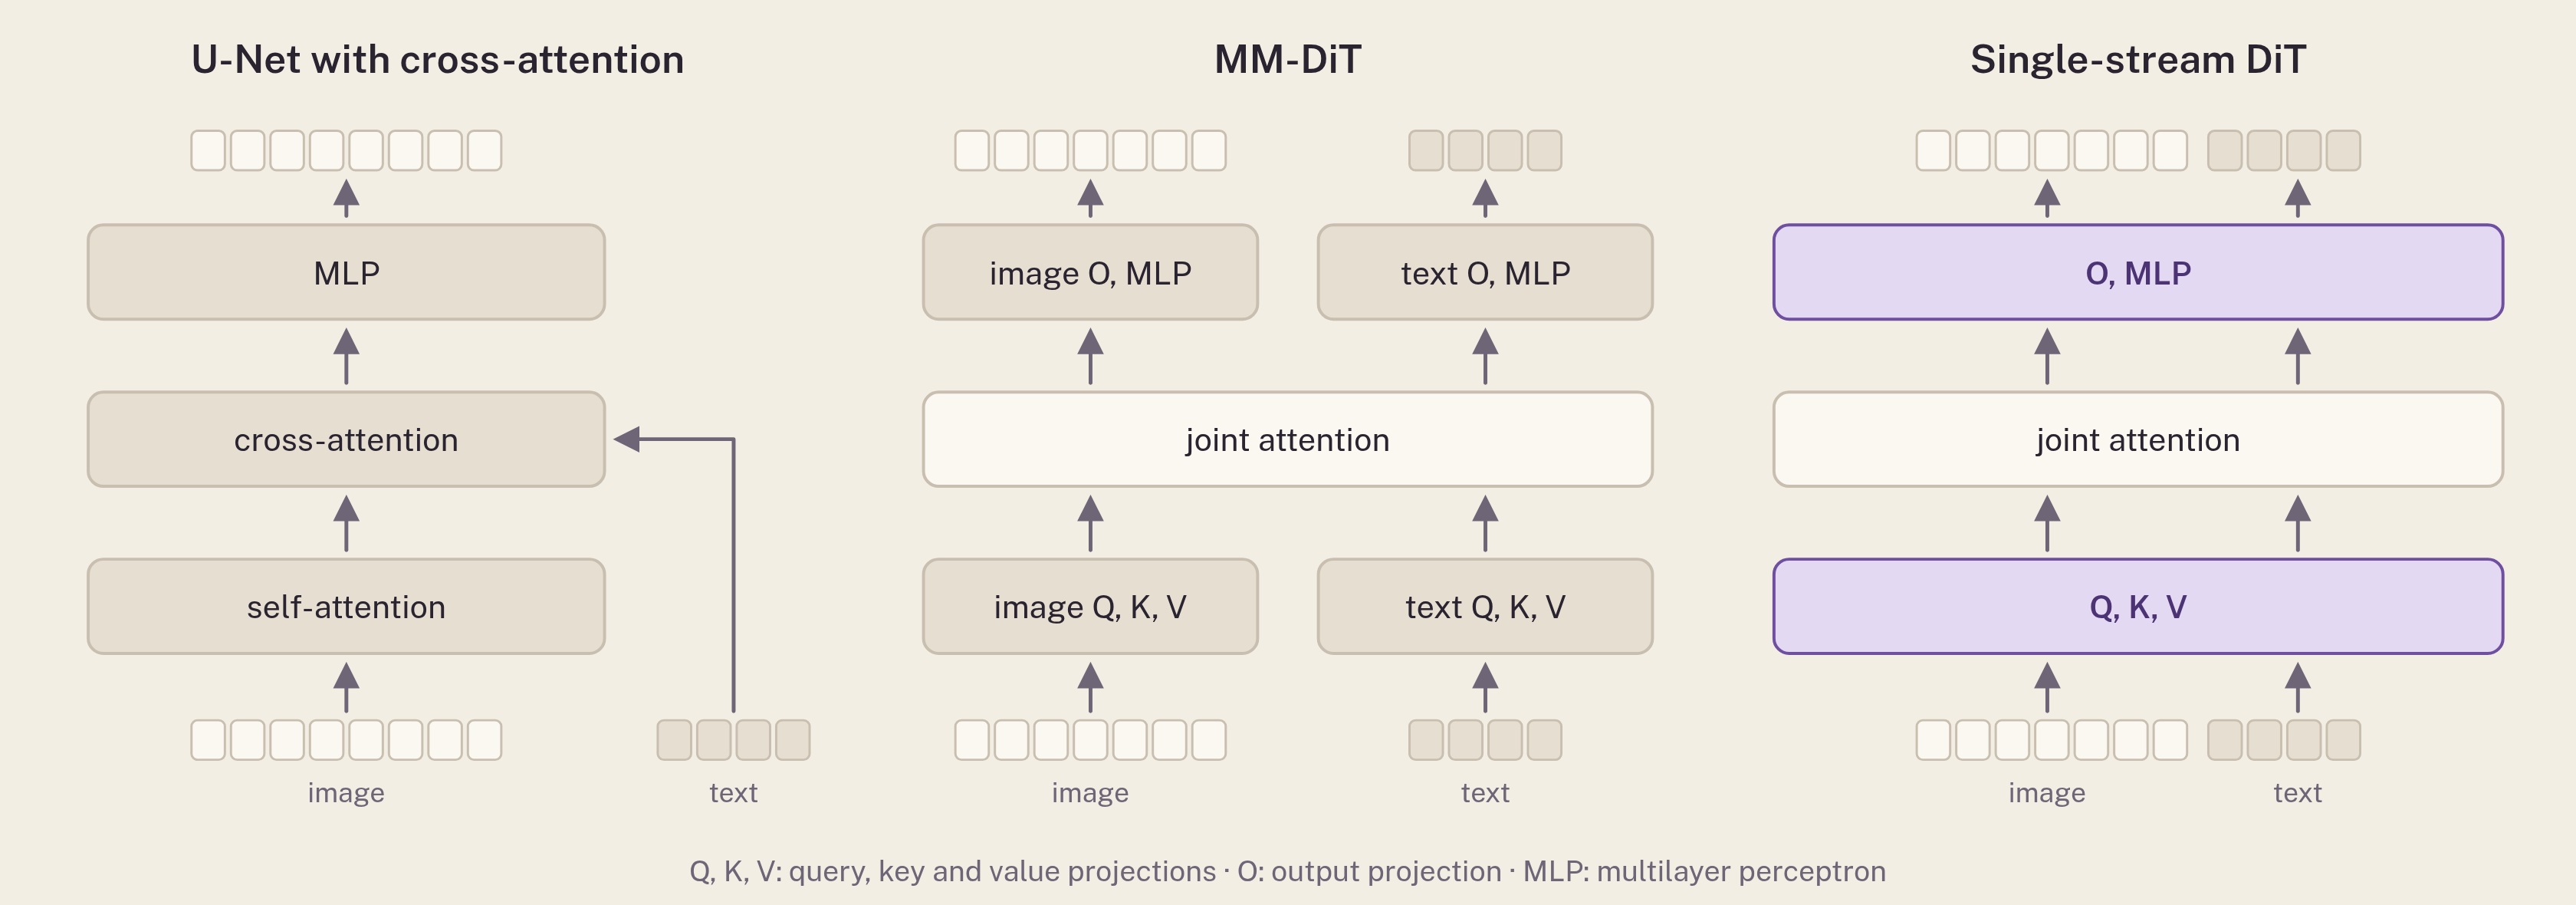 U-Net with cross-attention
MLP
cross-attention
self-attention
image
text
MM-DiT
image O, MLP
text O, MLP
joint attention
image Q, K, V
text Q, K, V
image
text
Single-stream DiT
O, MLP
joint attention
Q, K, V
image
text
Q, K, V: query, key and value projections · O: output projection · MLP: multilayer perceptron